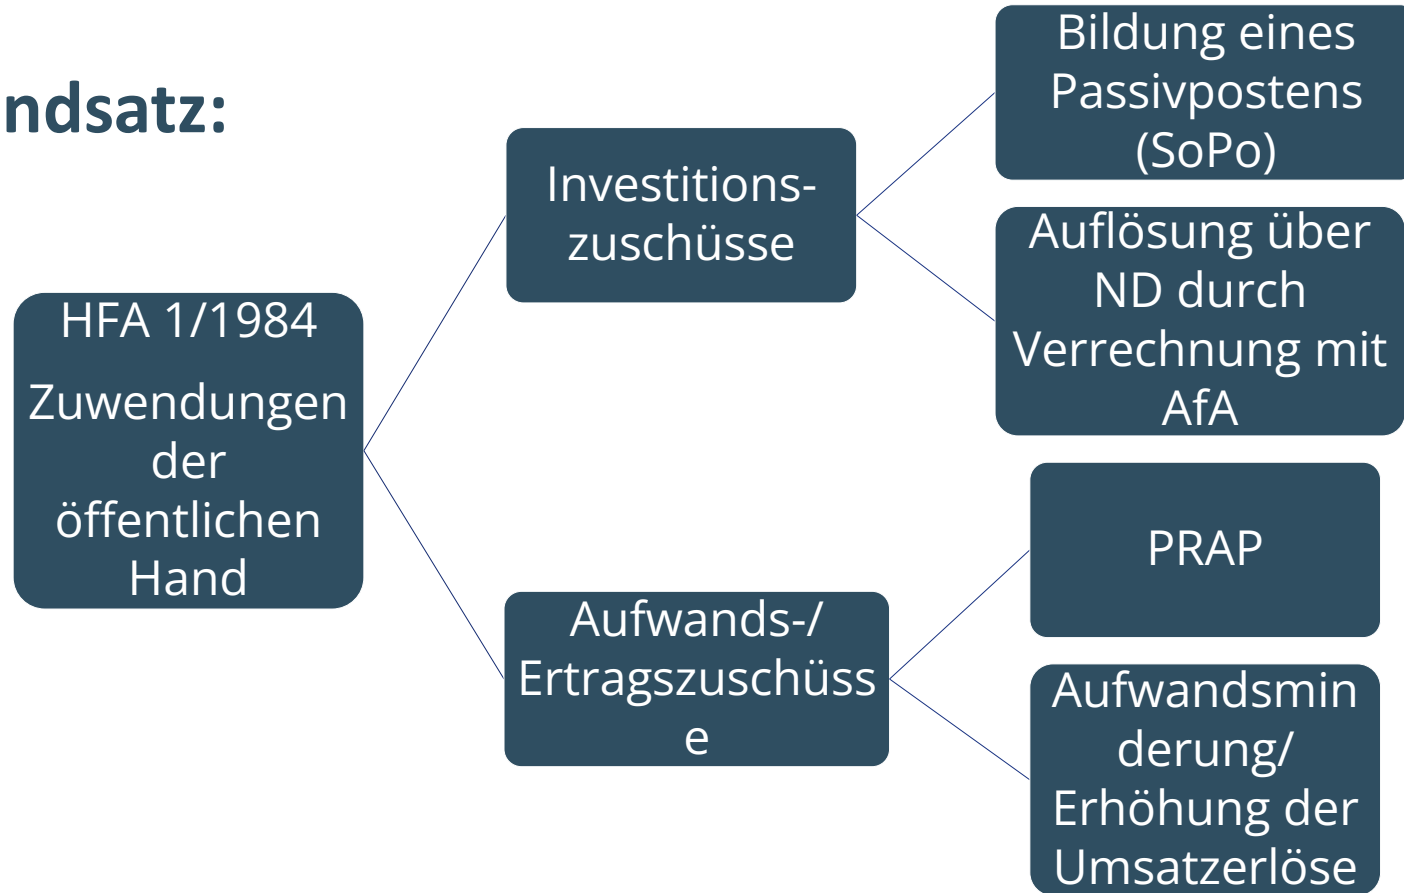 ndsatz:
HFA 1/1984
Zuwendungen
der
öffentlichen
Hand
Investitions-
zuschüsse
Bildung eines
Passivpostens
(SoPo)
Auflösung über
ND durch
Verrechnung mit
AfA
Aufwands-/
Ertragszuschüss
e
PRAP
Aufwandsmin
derung/
Erhöhung der
Umsatzerlöse